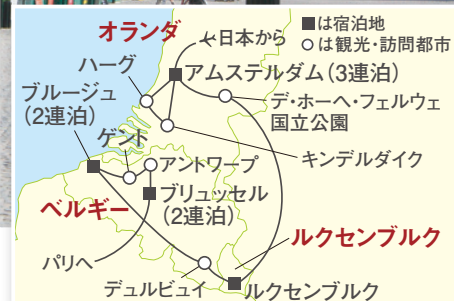 オランダ
✈日本から
■は宿泊地
○は観光・訪問都市
ハーグ
アムステルダム(3連泊)
ブルージュ
(2連泊)
デ・ホーヘ・フェルウェ
国立公園
ゲント
キンデルダイク
アントワープ
ブリュッセル
(2連泊)
ベルギー
ルクセンブルク
パリへ
デュルビュイ
ルクセンブルク